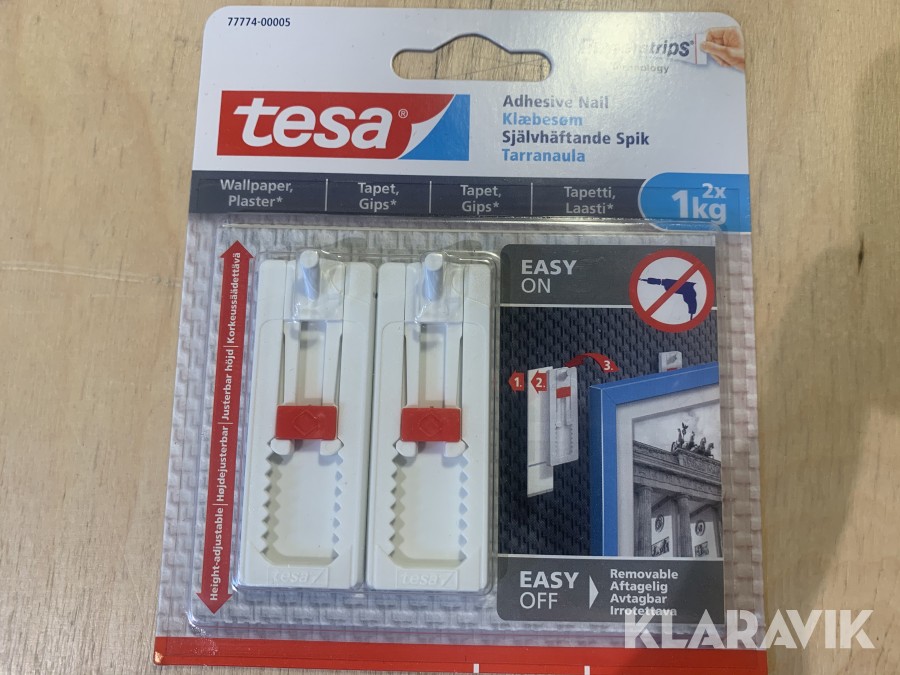 77774-00005
Powerstrips®
Technology
tesa®
Adhesive Nail
Klæbesøm
Självhäftande Spik
Tarranaula
Wallpaper,
Plaster*
Tapet,
Gips*
Tapet,
Gips*
Tapetti,
Laasti*
2x
1kg
Height-adjustable | Højdejusterbar | Justerbar höjd | Korkeussäädettävä
EASY
ON
1.
2.
3.
tesa
tesa
EASY
OFF
Removable
Aftagelig
Avtagbar
Irrotettava
KLARAVIK